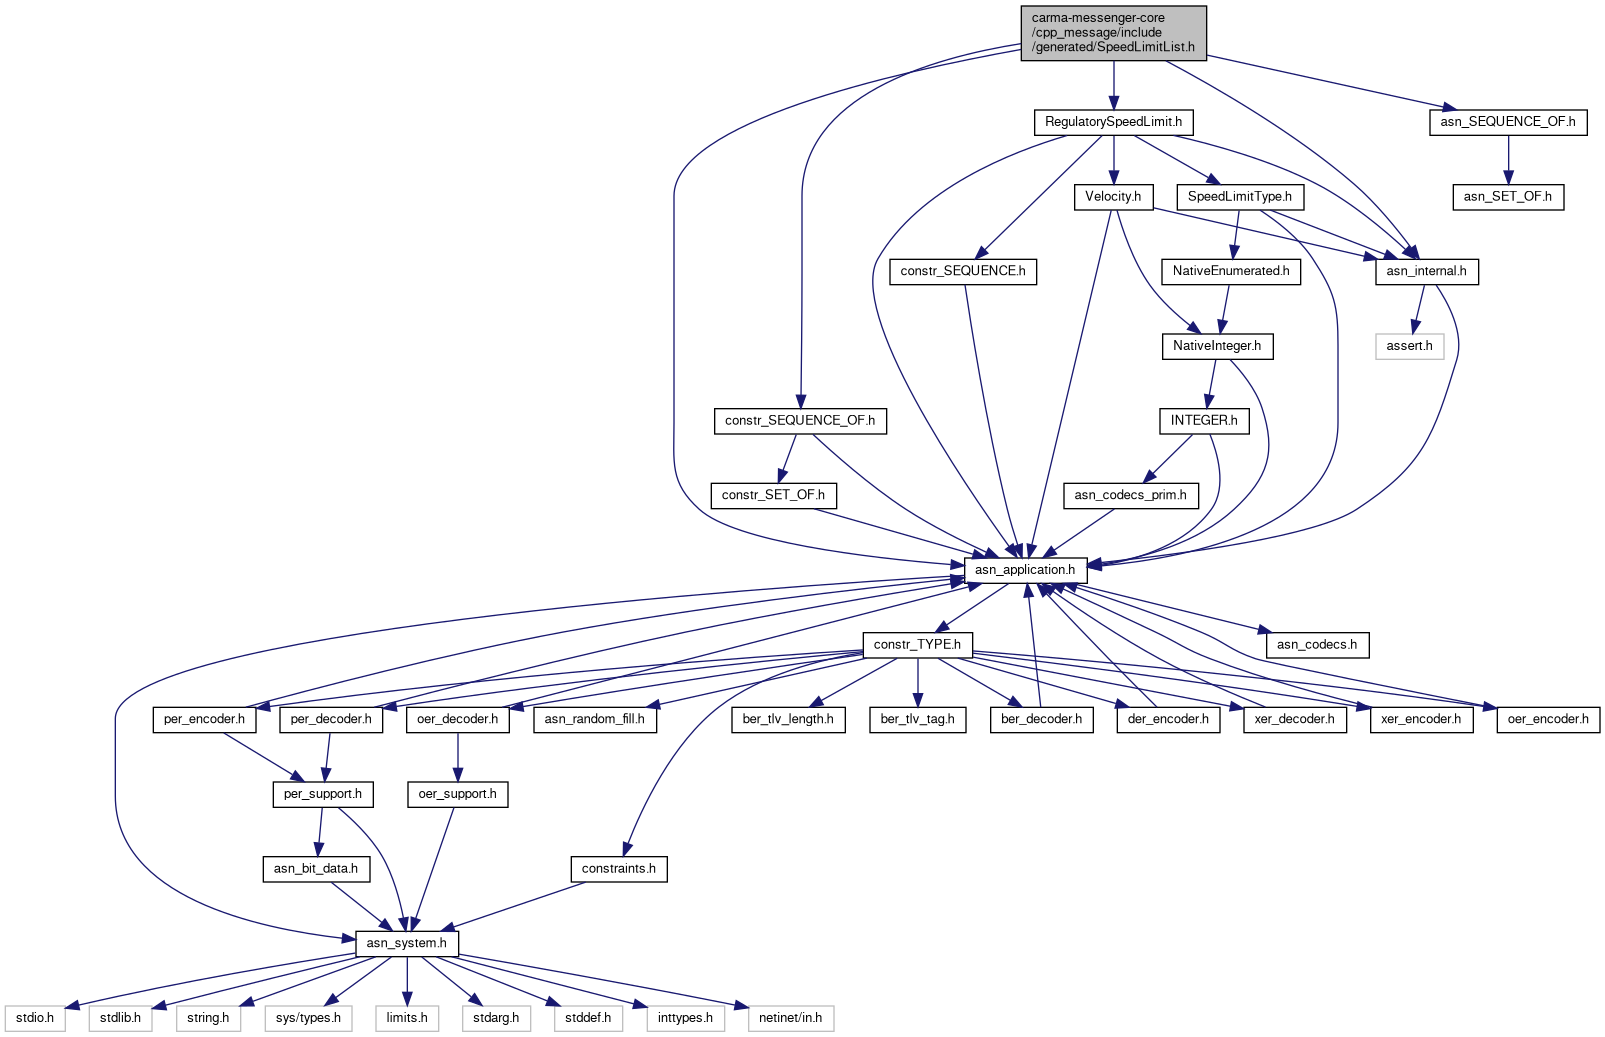 carma-messenger-core
/cpp_message/include
/generated/SpeedLimitList.h
RegulatorySpeedLimit.h
asn_SEQUENCE_OF.h
Velocity.h
SpeedLimitType.h
asn_SET_OF.h
constr_SEQUENCE.h
NativeEnumerated.h
asn_internal.h
NativeInteger.h
assert.h
constr_SEQUENCE_OF.h
INTEGER.h
constr_SET_OF.h
asn_codecs_prim.h
asn_application.h
constr_TYPE.h
asn_codecs.h
per_encoder.h
per_decoder.h
oer_decoder.h
asn_random_fill.h
ber_tlv_length.h
ber_tlv_tag.h
ber_decoder.h
der_encoder.h
xer_decoder.h
xer_encoder.h
oer_encoder.h
per_support.h
oer_support.h
asn_bit_data.h
constraints.h
asn_system.h
stdio.h
stdlib.h
string.h
sys/types.h
limits.h
stdarg.h
stddef.h
inttypes.h
netinet/in.h